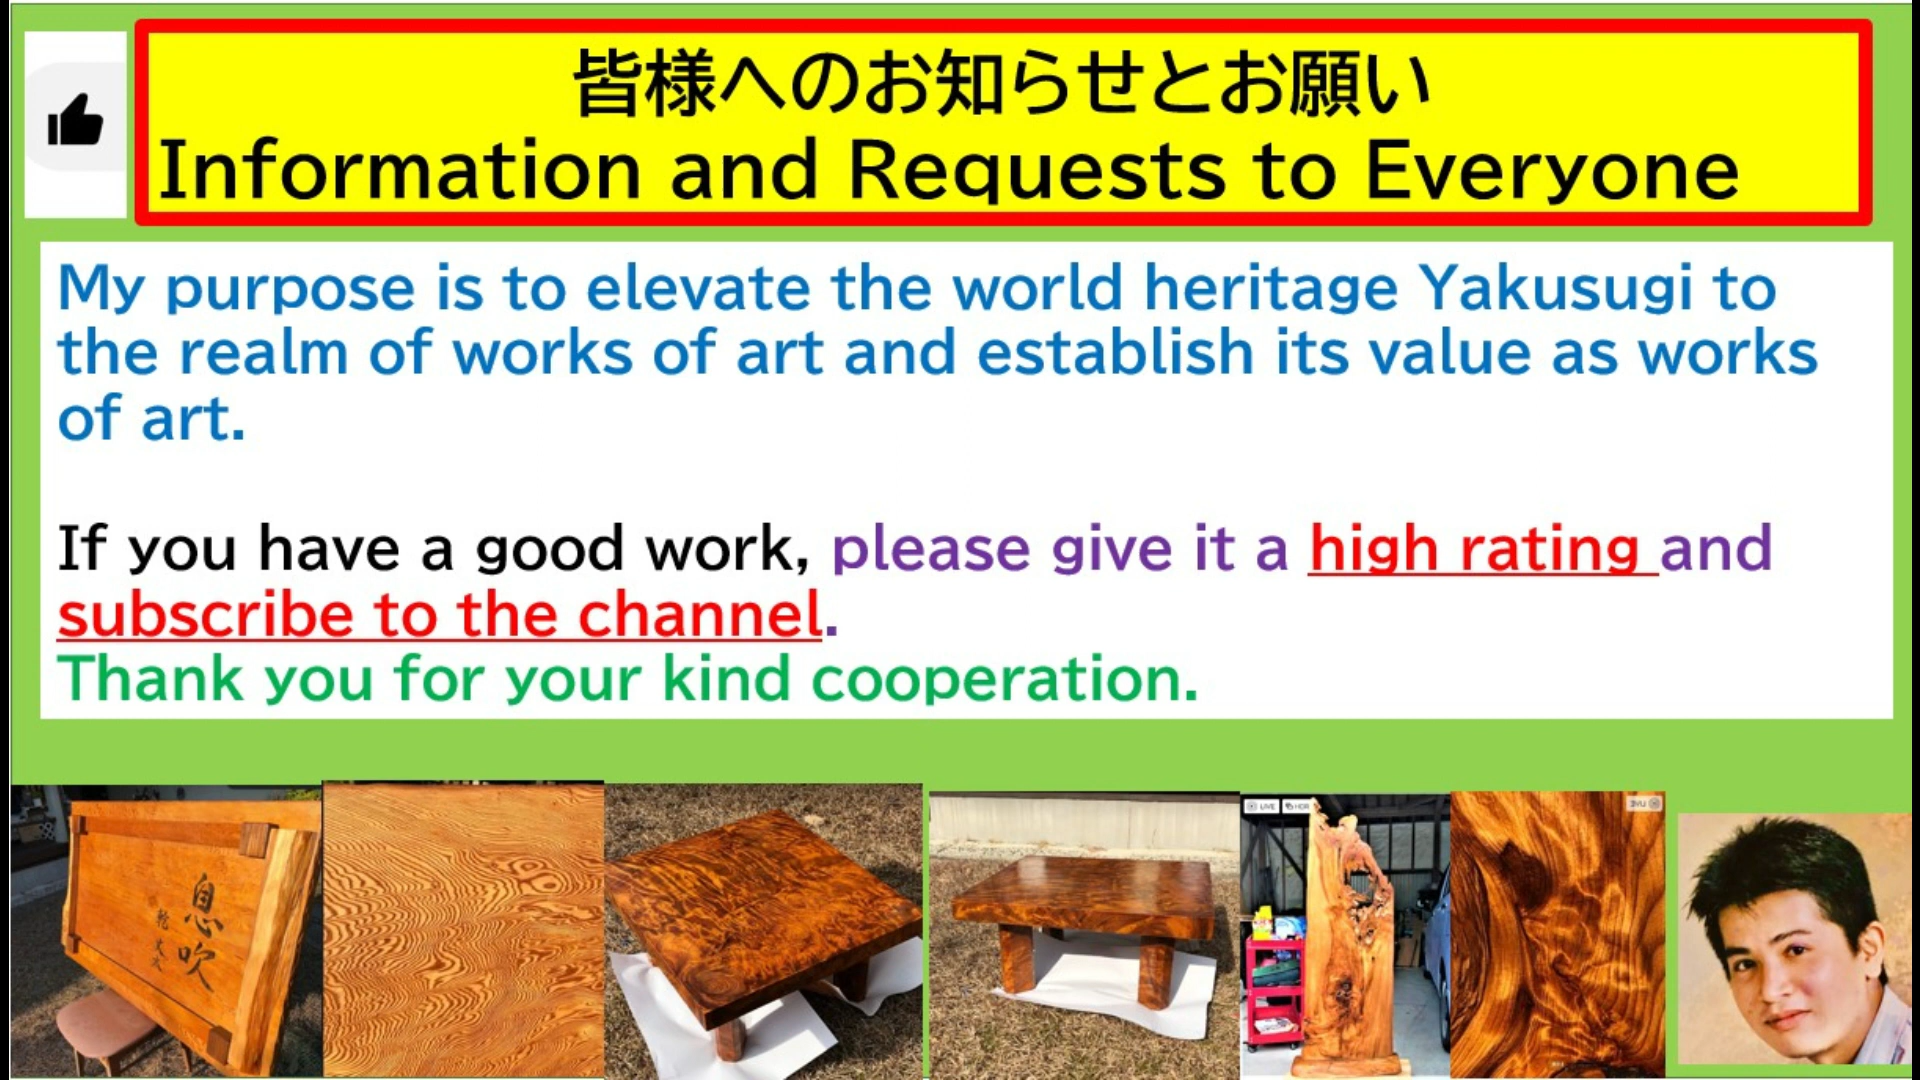 皆様へのお知らせとお願い
Information and Requests to Everyone
My purpose is to elevate the world heritage Yakusugi to
the realm of works of art and establish its value as works
of art.
If you have a good work, please give it a high rating and
subscribe to the channel.
Thank you for your kind cooperation.
息吹
LIVE
HDR
LIVE